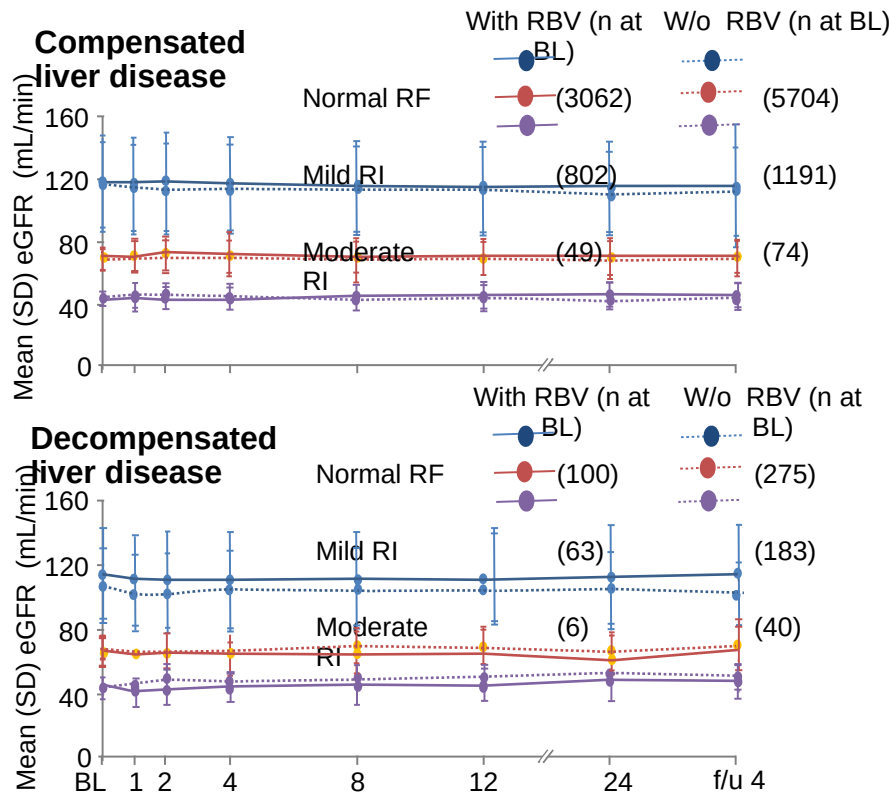 With RBV (n at BL)
W/o RBV (n at BL)
Compensated
liver disease
Normal RF
(3062)
(5704)
Mild RI
(802)
(1191)
Moderate
RI
(49)
(74)
Mean (SD) eGFR (mL/min)
160
120
80
40
0
With RBV (n at
BL)
W/o RBV (n at
BL)
Decompensated
liver disease
Normal RF
(100)
(275)
Mild RI
(63)
(183)
Moderate
RI
(6)
(40)
Mean (SD) eGFR (mL/min)
160
120
80
40
0
BL 1 2 4 8 12 24 f/u 4